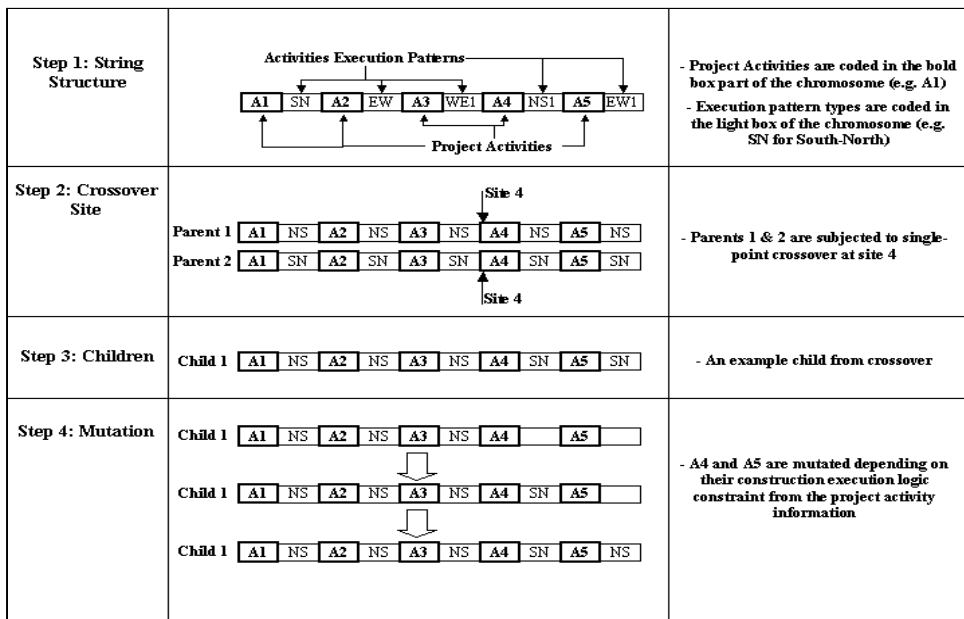 Step 1: String
Structure
Activities Execution Patterns
A1 SN A2 EW A3 WE1 A4 NS1 A5 EW1
Project Activities
- Project Activities are coded in the bold
box part of the chromosome (e.g. A1)
- Execution pattern types are coded in
the light box of the chromosome (e.g.
SN for South-North)
Step 2: Crossover
Site
Site 4
Parent 1 A1 NS A2 NS A3 NS A4 NS A5 NS
Parent 2 A1 SN A2 SN A3 SN A4 SN A5 SN
Site 4
- Parents 1 & 2 are subjected to single-
point crossover at site 4
Step 3: Children
Child 1 A1 NS A2 NS A3 NS A4 SN A5 SN
- An example child from crossover
Step 4: Mutation
Child 1 A1 NS A2 NS A3 NS A4 A5
Child 1 A1 NS A2 NS A3 NS A4 SN A5
Child 1 A1 NS A2 NS A3 NS A4 SN A5 NS
- A4 and A5 are mutated depending on
their construction execution logic
constraint from the project activity
information